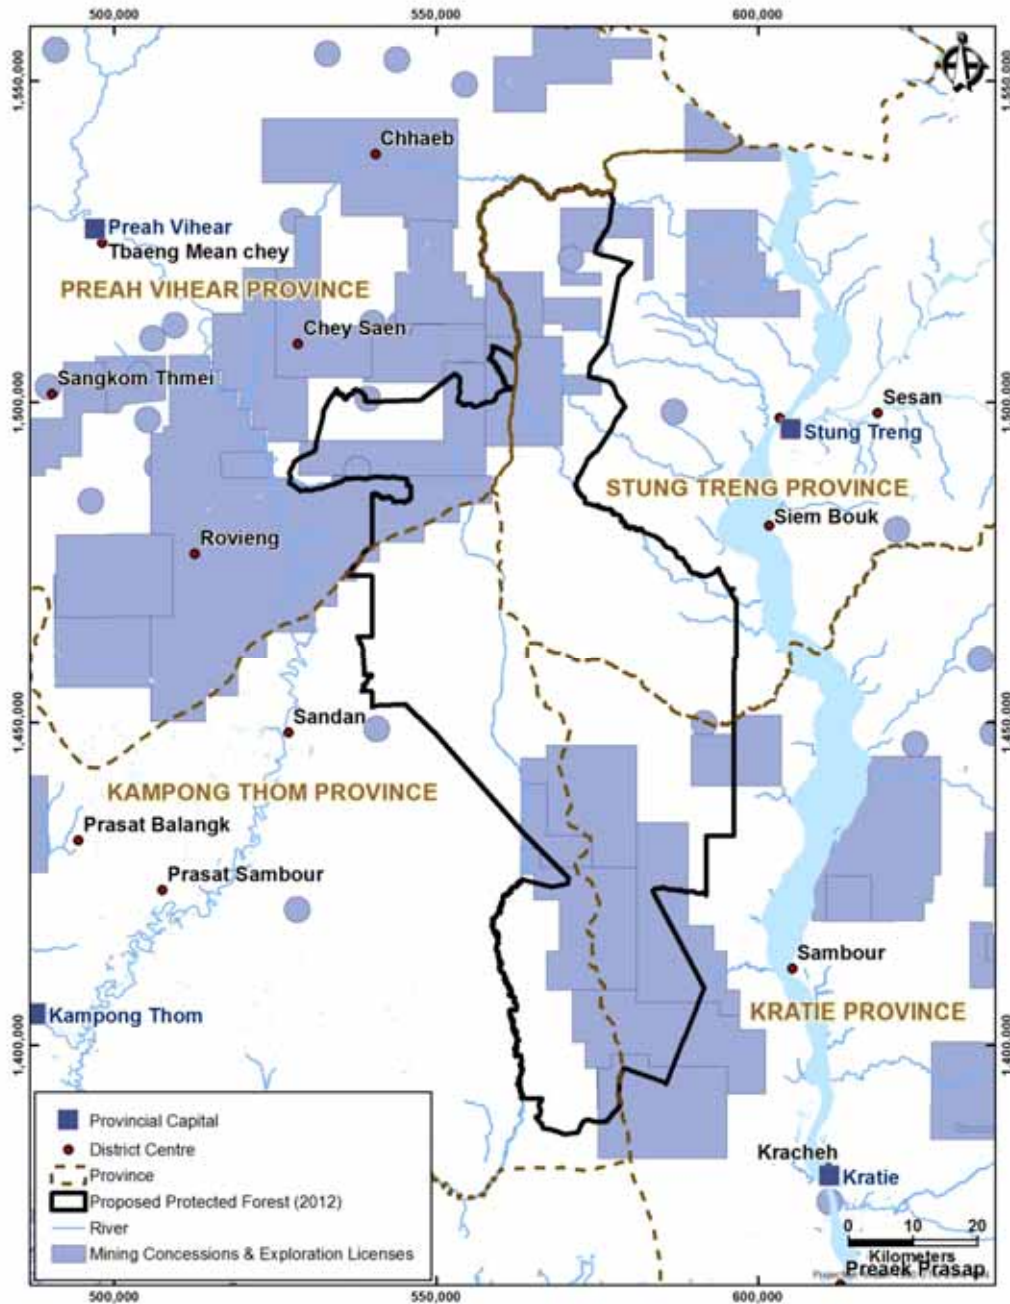 500,000
550,000
600,000
1,550,000
1,550,000
Chhaeb
Preah Vihear
Tbaeng Mean chey
PREAH VIHEAR PROVINCE
Chey Saen
Sangkom Thmei
1,500,000
1,500,000
Sesan
Stung Treng
STUNG TRENG PROVINCE
Siem Bouk
Rovieng
1,450,000
1,450,000
Sandan
KAMPONG THOM PROVINCE
Prasat Balangk
Prasat Sambour
Sambour
KRATIE PROVINCE
Kampong Thom
1,400,000
1,400,000
Kracheh
Kratie
Provincial Capital
District Centre
Province
Proposed Protected Forest (2012)
River
Mining Concessions & Exploration Licenses
0 10 20
Kilometers
Preaek Prasap
500,000
550,000
600,000